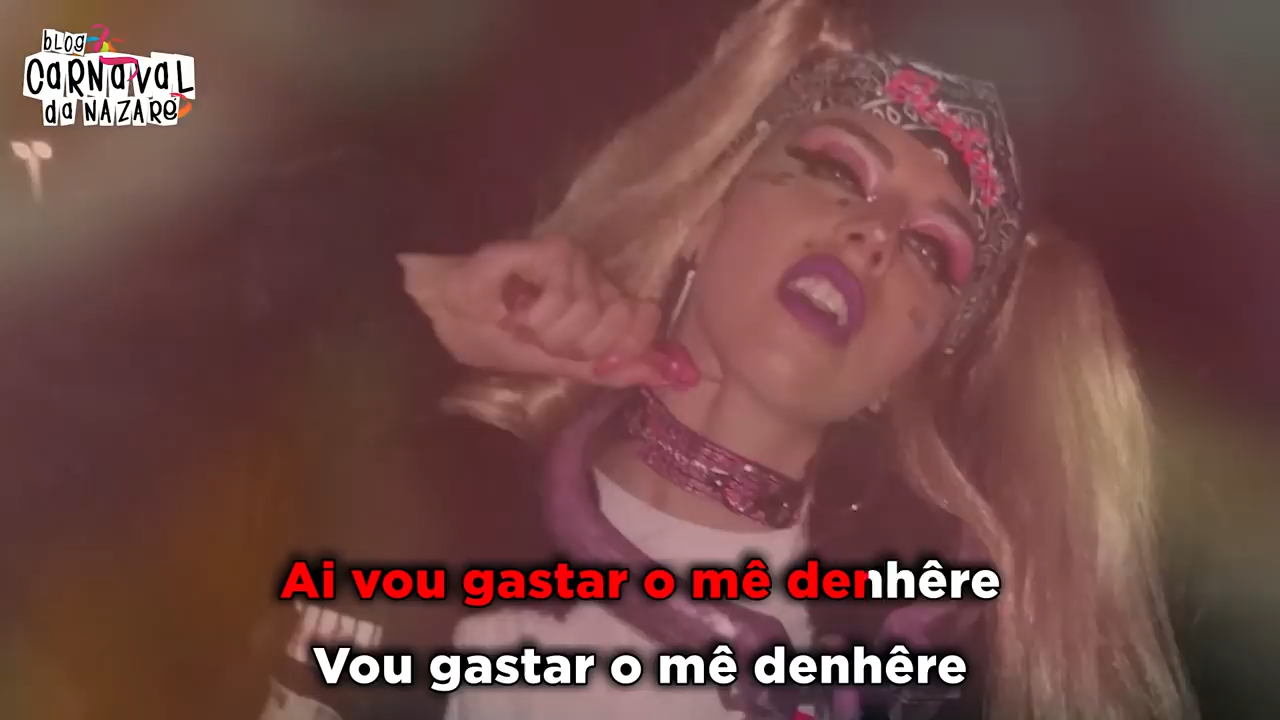 BLOG
CARNAVAL
da NAZARÉ
Ai vou gastar o mê denhêre
Vou gastar o mê denhêre